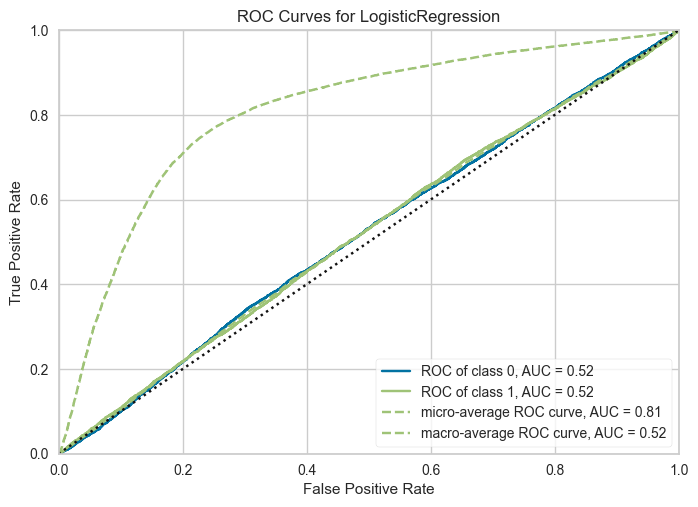 ROC Curves for LogisticRegression
1.0
0.8
0.6
0.4
0.2
0.0
True Positive Rate
ROC of class 0, AUC = 0.52
ROC of class 1, AUC = 0.52
micro-average ROC curve, AUC = 0.81
macro-average ROC curve, AUC = 0.52
0.0 0.2 0.4 0.6 0.8 1.0
False Positive Rate